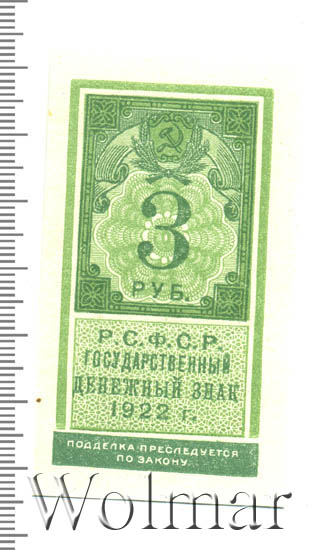 3
РУБ.
Р.С.Ф.С.Р.
ГОСУДАРСТВЕННЫЙ
ДЕНЕЖНЫЙ ЗНАК
1922 г.
ПОДДЕЛКА ПРЕСЛЕДУЕТСЯ
ПО ЗАКОНУ.
Wolmar